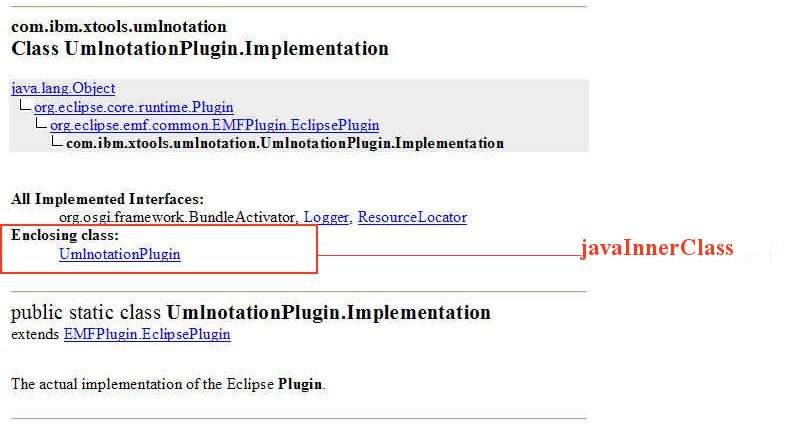 com.ibm.xtools.umlnotation
Class UmlnotationPlugin.Implementation
java.lang.Object
org.eclipse.core.runtime.Plugin
org.eclipse.emf.common.EMFPlugin.EclipsePlugin
com.ibm.xtools.umlnotation.UmlnotationPlugin.Implementation
All Implemented Interfaces:
org.osgi.framework.BundleActivator, Logger, ResourceLocator
Enclosing class:
UmlnotationPlugin
javaInnerClass
public static class UmlnotationPlugin.Implementation
extends EMFPlugin.EclipsePlugin
The actual implementation of the Eclipse Plugin.